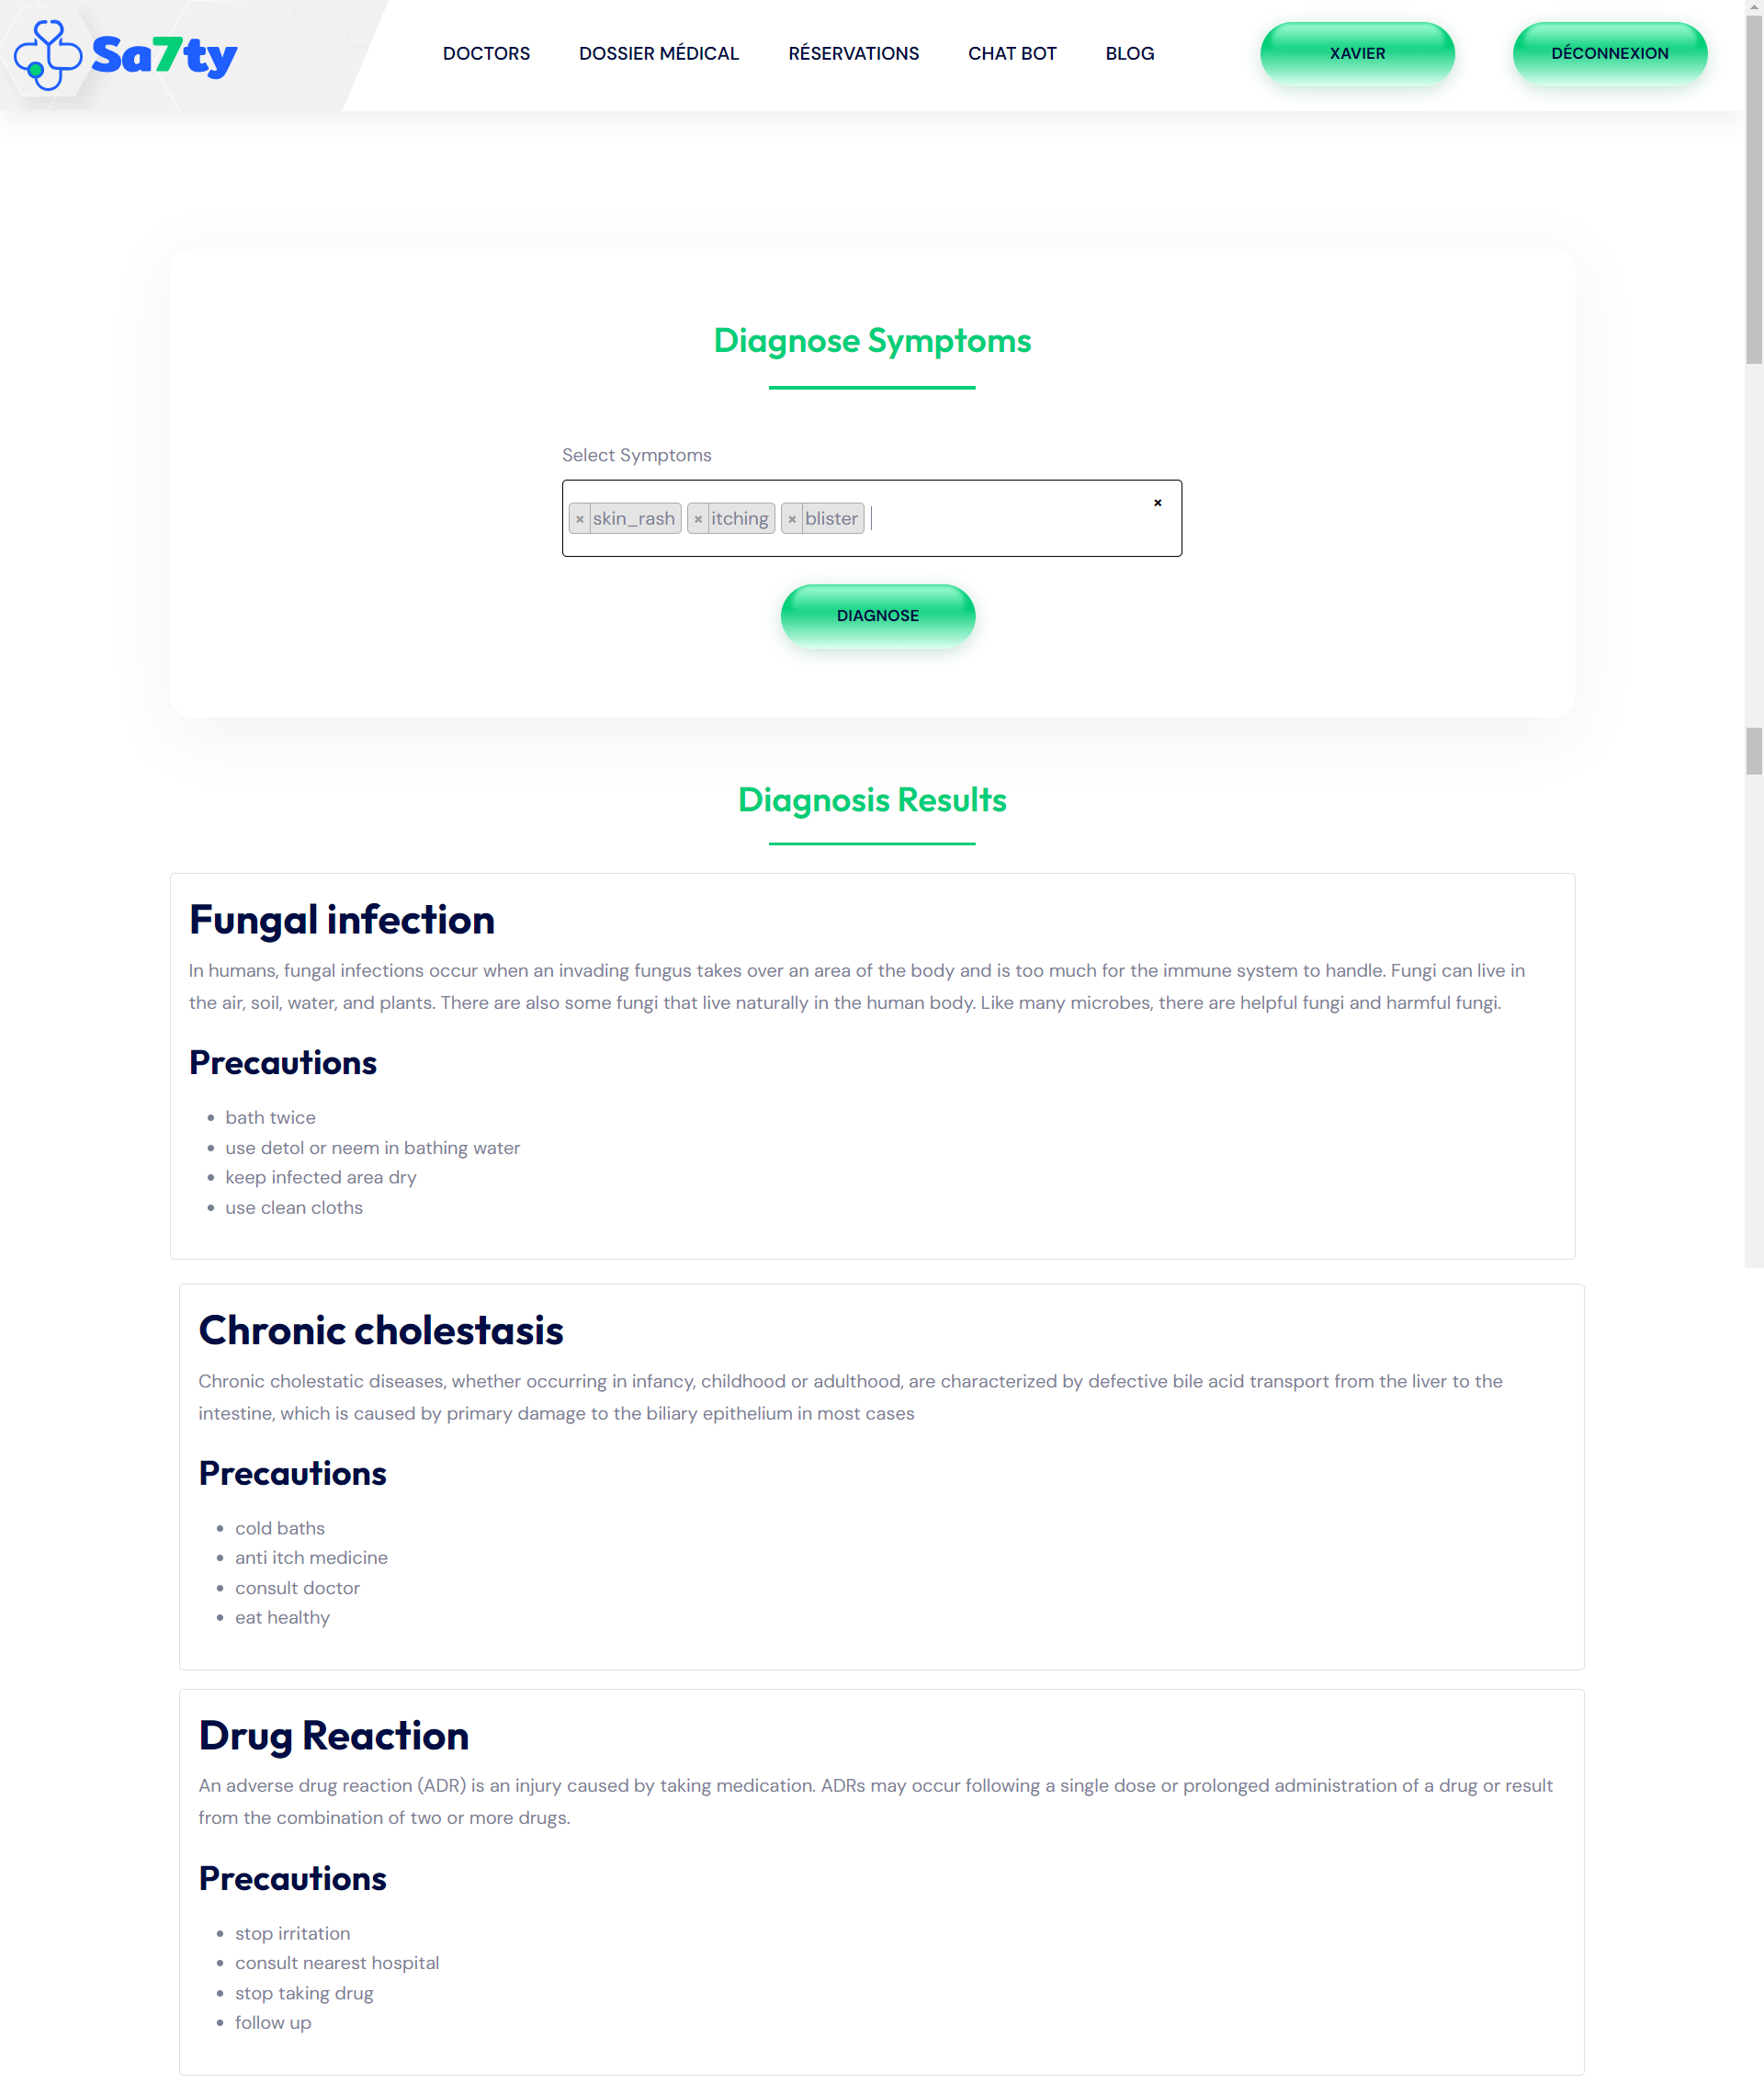 Sa7ty
DOCTORS DOSSIER MÉDICAL RÉSERVATIONS CHAT BOT BLOG XAVIER DÉCONNEXION
Diagnose Symptoms
Select Symptoms
× skin_rash × itching × blister ×
DIAGNOSE
Diagnosis Results
Fungal infection
In humans, fungal infections occur when an invading fungus takes over an area of the body and is too much for the immune system to handle. Fungi can live in
the air, soil, water, and plants. There are also some fungi that live naturally in the human body. Like many microbes, there are helpful fungi and harmful fungi.
Precautions
• bath twice
• use detol or neem in bathing water
• keep infected area dry
• use clean cloths
Chronic cholestasis
Chronic cholestatic diseases, whether occurring in infancy, childhood or adulthood, are characterized by defective bile acid transport from the liver to the
intestine, which is caused by primary damage to the biliary epithelium in most cases
Precautions
• cold baths
• anti itch medicine
• consult doctor
• eat healthy
Drug Reaction
An adverse drug reaction (ADR) is an injury caused by taking medication. ADRs may occur following a single dose or prolonged administration of a drug or result
from the combination of two or more drugs.
Precautions
• stop irritation
• consult nearest hospital
• stop taking drug
• follow up